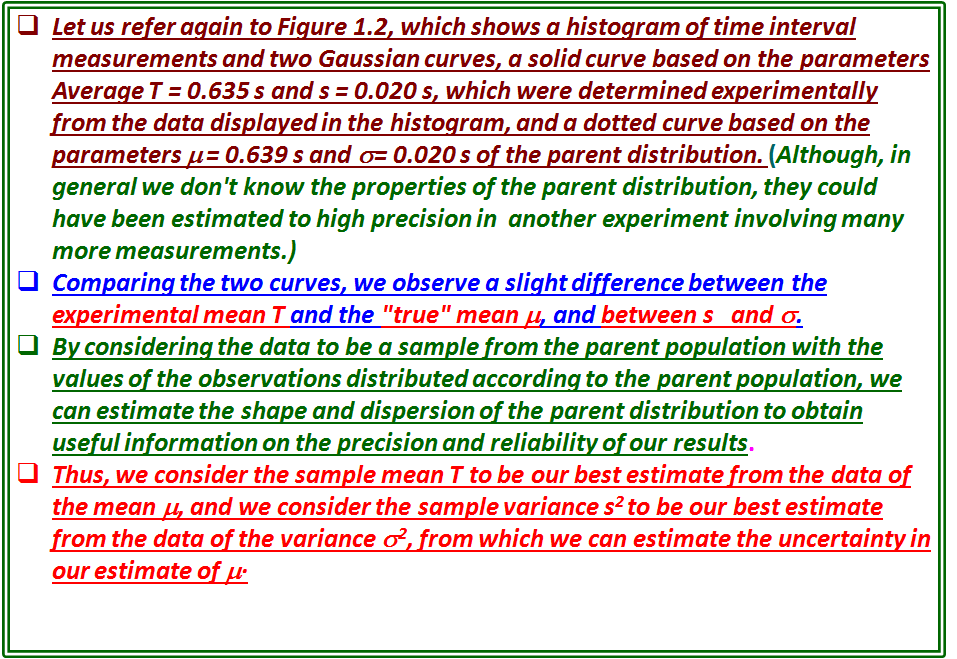 ❑ Let us refer again to Figure 1.2, which shows a histogram of time interval
measurements and two Gaussian curves, a solid curve based on the parameters
Average T = 0.635 s and s = 0.020 s, which were determined experimentally
from the data displayed in the histogram, and a dotted curve based on the
parameters μ = 0.639 s and σ= 0.020 s of the parent distribution. (Although, in
general we don't know the properties of the parent distribution, they could
have been estimated to high precision in another experiment involving many
more measurements.)
❑ Comparing the two curves, we observe a slight difference between the
experimental mean T and the "true" mean μ, and between s and σ.
❑ By considering the data to be a sample from the parent population with the
values of the observations distributed according to the parent population, we
can estimate the shape and dispersion of the parent distribution to obtain
useful information on the precision and reliability of our results.
❑ Thus, we consider the sample mean T to be our best estimate from the data of
the mean μ, and we consider the sample variance s² to be our best estimate
from the data of the variance σ², from which we can estimate the uncertainty in
our estimate of μ.